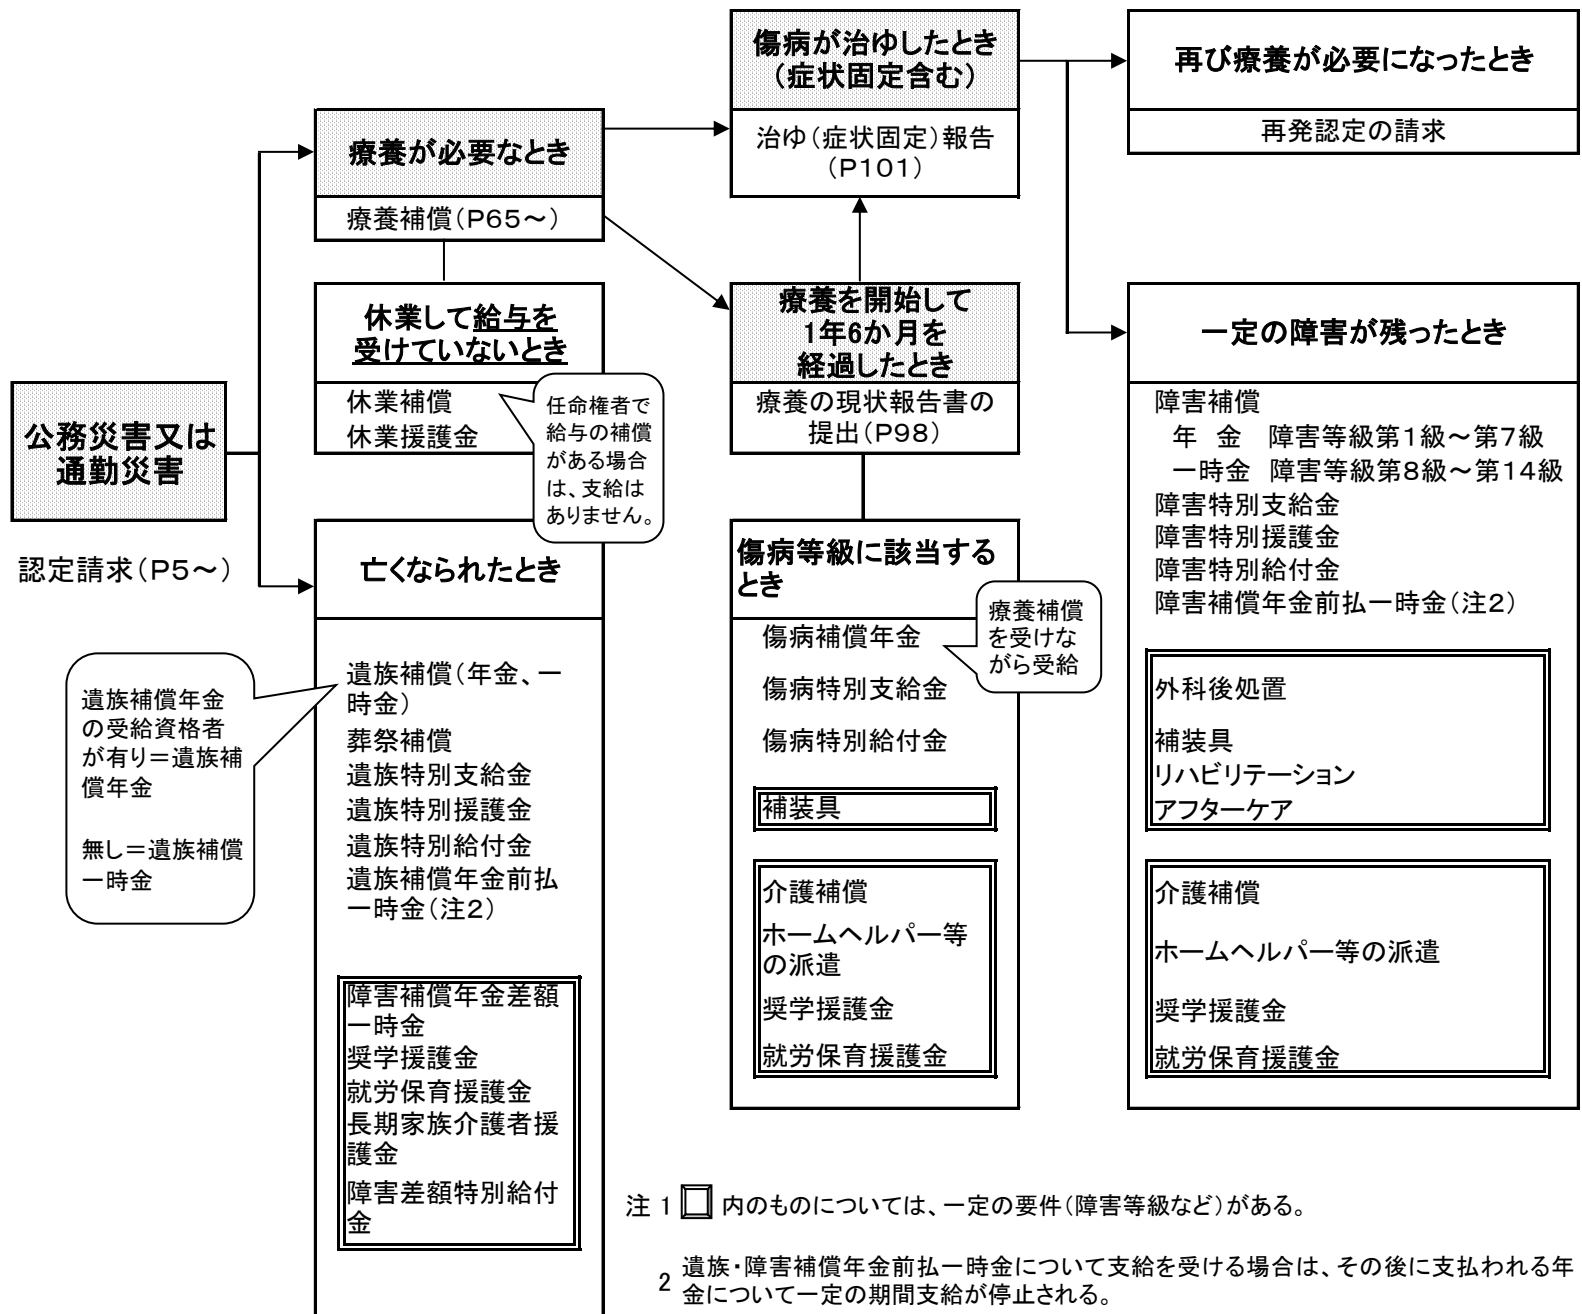 公務災害又は
通勤災害
認定請求(P5～)
療養が必要なとき
療養補償(P65～)
休業して給与を
受けていないとき
休業補償
休業援護金
任命権者で
給与の補償
がある場合
は、支給は
ありません。
亡くなられたとき
遺族補償(年金、一
時金)
葬祭補償
遺族特別支給金
遺族特別援護金
遺族特別給付金
遺族補償年金前払
一時金(注2)
遺族補償年金
の受給資格者
が有り＝遺族補
償年金
無し＝遺族補償
一時金
障害補償年金差額
一時金
奨学援護金
就労保育援護金
長期家族介護者援
護金
障害差額特別給付
金
傷病が治ゆしたとき
(症状固定含む)
治ゆ(症状固定)報告
(P101)
療養を開始して
1年6か月を
経過したとき
療養の現状報告書の
提出(P98)
傷病等級に該当する
とき
傷病補償年金
傷病特別支給金
傷病特別給付金
療養補償
を受けな
がら受給
補装具
介護補償
ホームヘルパー等
の派遣
奨学援護金
就労保育援護金
再び療養が必要になったとき
再発認定の請求
一定の障害が残ったとき
障害補償
年 金 障害等級第1級～第7級
一時金 障害等級第8級～第14級
障害特別支給金
障害特別援護金
障害特別給付金
障害補償年金前払一時金(注2)
外科後処置
補装具
リハビリテーション
アフターケア
介護補償
ホームヘルパー等の派遣
奨学援護金
就労保育援護金
注 1 内のものについては、一定の要件(障害等級など)がある。
2 遺族・障害補償年金前払一時金について支給を受ける場合は、その後に支払われる年
金について一定の期間支給が停止される。